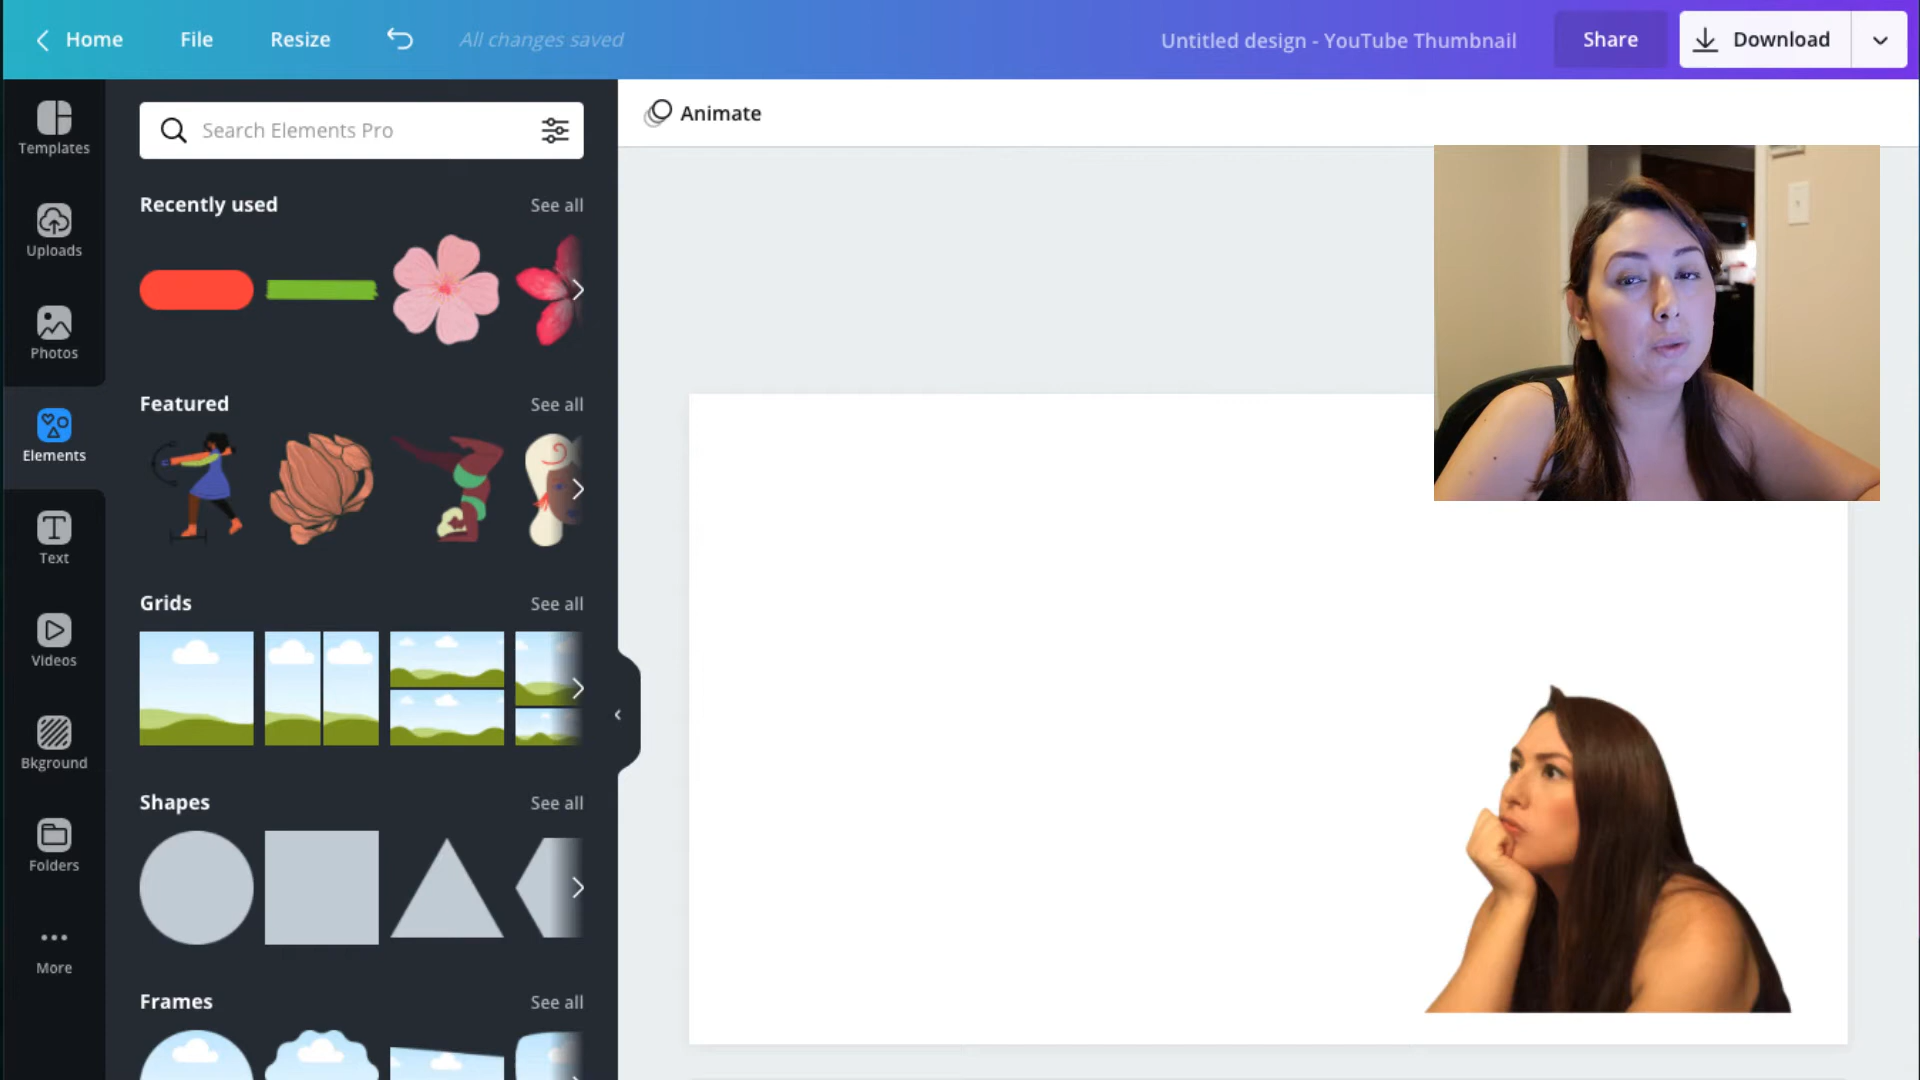 Home
File
Resize
All changes saved
Untitled design - YouTube Thumbnail
Share
Download
Templates
Uploads
Photos
Elements
Text
Videos
Bkground
Folders
More
Search Elements Pro
Recently used
See all
Featured
See all
Grids
See all
Shapes
See all
Frames
See all
Animate